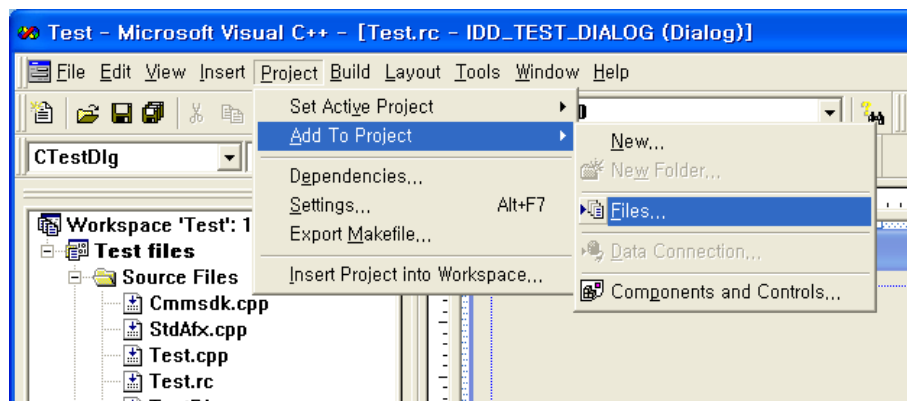 Test - Microsoft Visual C++ - [Test.rc - IDD_TEST_DIALOG (Dialog)]
File Edit View Insert Project Build Layout Tools Window Help
Set Active Project
Add To Project
Dependencies...
Settings... Alt+F7
Export Makefile...
Insert Project into Workspace...
New...
New Folder...
Files...
Data Connection...
Components and Controls...
CTestDlg
Workspace 'Test': 1
Test files
Source Files
Cmmsdk.cpp
StdAfx.cpp
Test.cpp
Test.rc